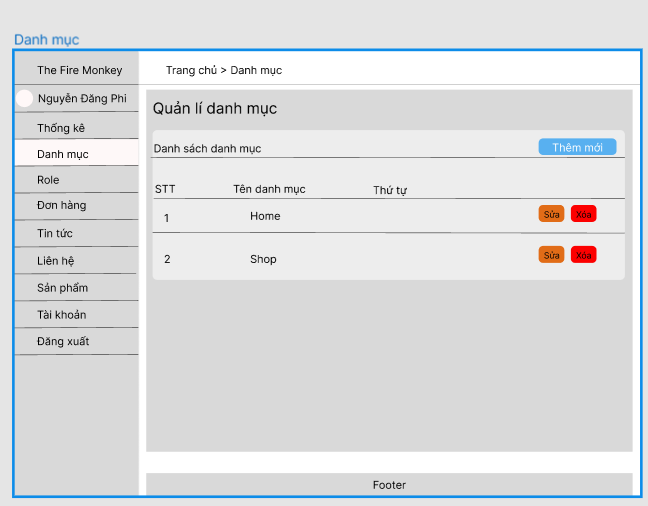 Danh mục
The Fire Monkey
Trang chủ > Danh mục
Nguyễn Đăng Phi
Thống kê
Danh mục
Role
Đơn hàng
Tin tức
Liên hệ
Sản phẩm
Tài khoản
Đăng xuất
Quản lí danh mục
Danh sách danh mục
Thêm mới
STT Tên danh mục Thứ tự
1 Home Sửa Xóa
2 Shop Sửa Xóa
Footer